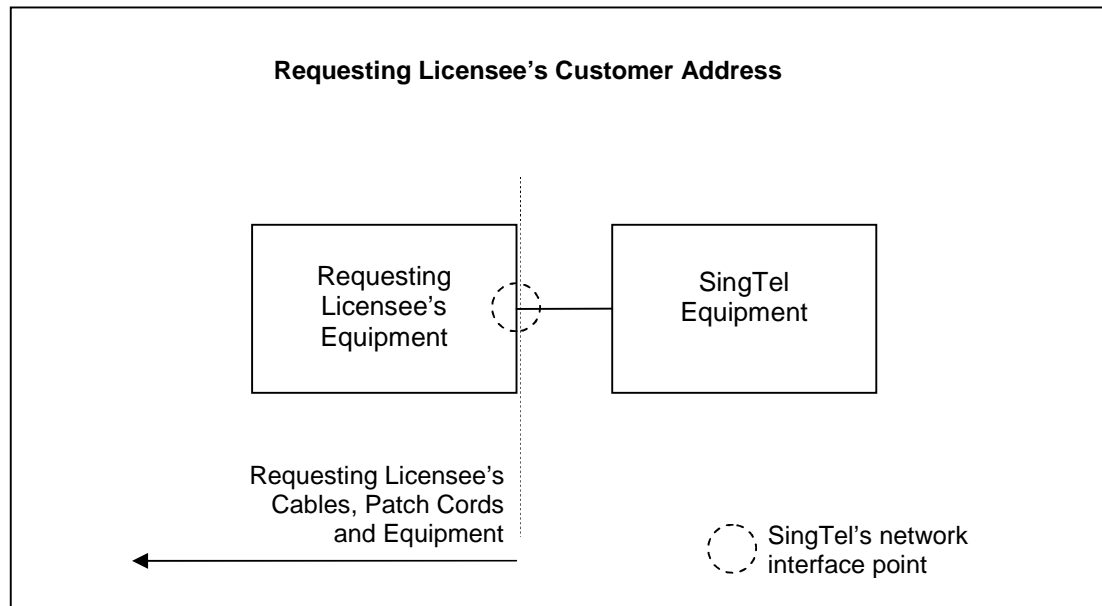 Requesting Licensee’s Customer Address
Requesting
Licensee’s
Equipment
SingTel
Equipment
Requesting Licensee’s
Cables, Patch Cords
and Equipment
SingTel’s network
interface point